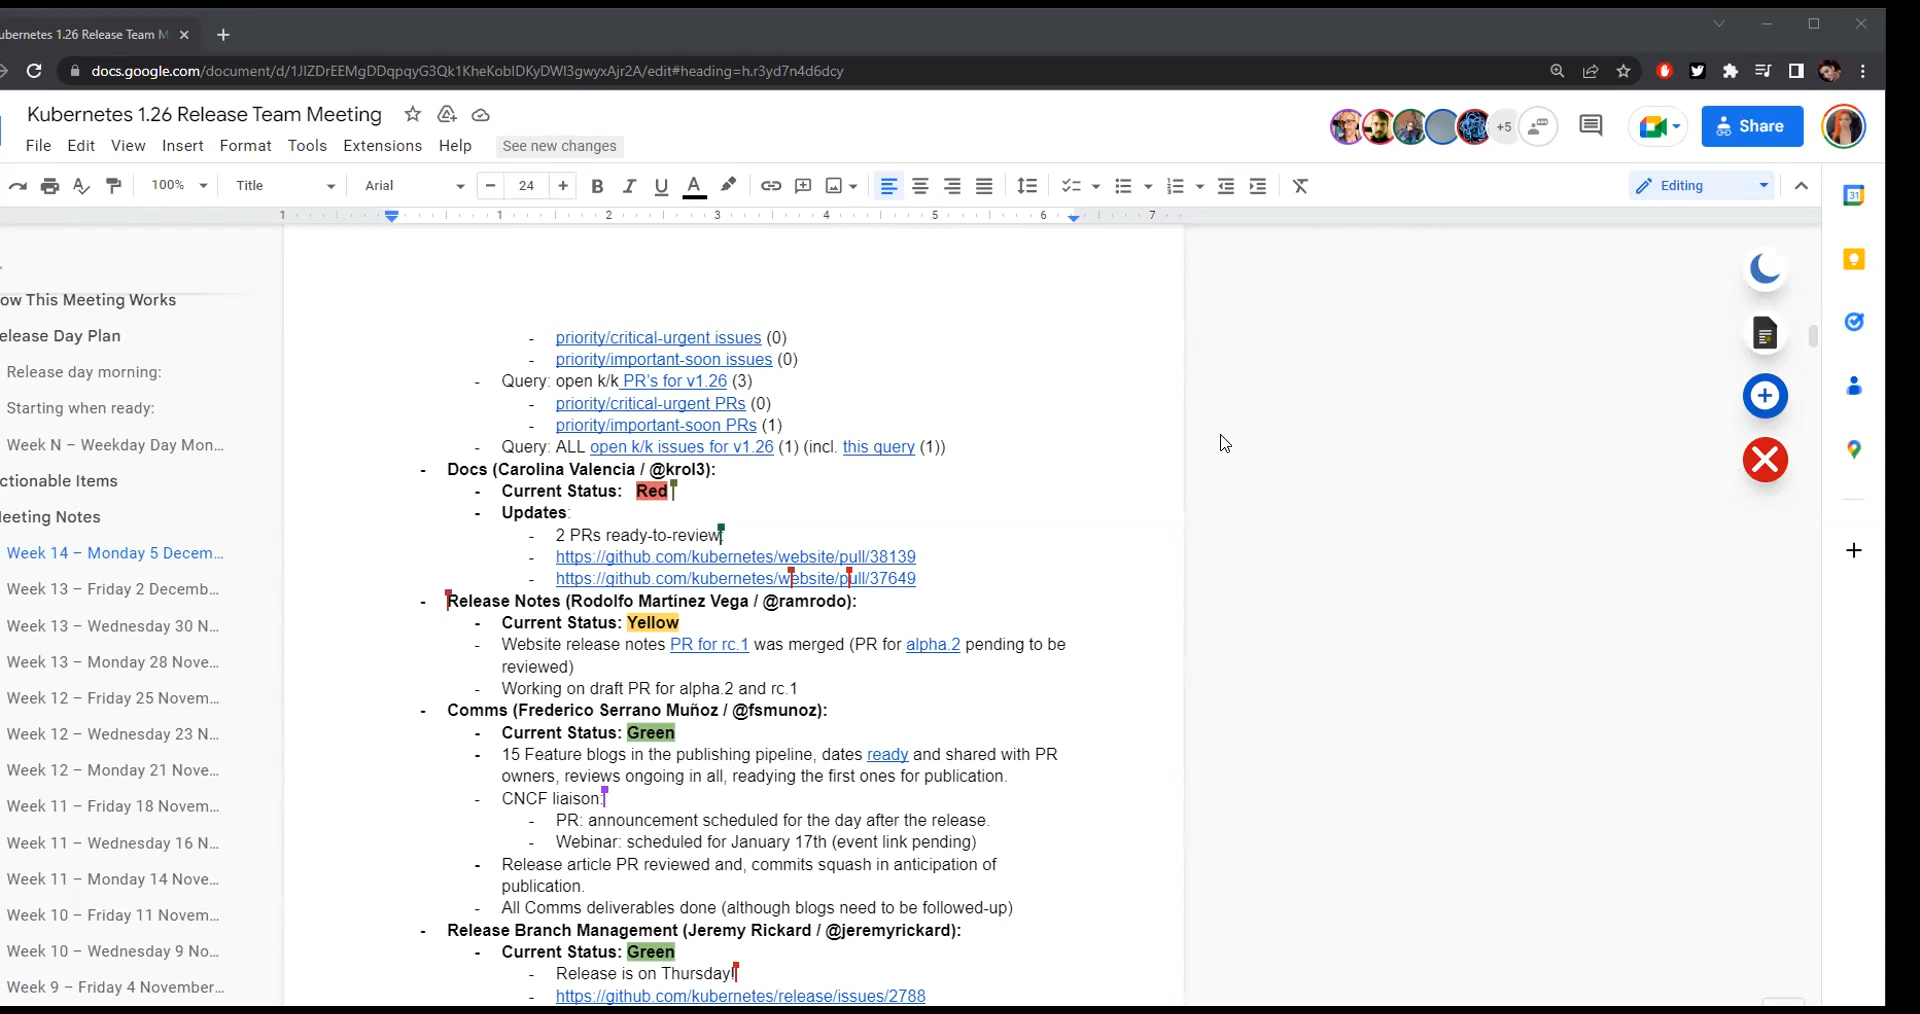 ubernetes 1.26 Release Team M
docs.google.com/document/d/1JIZDrEEMgDDqpqyG3Qk1KheKobIDKyDWI3gwyxAjr2A/edit#heading=h.r3yd7n4d6dcy
Kubernetes 1.26 Release Team Meeting
+5
Share
File Edit View Insert Format Tools Extensions Help See new changes
100% Title Arial 24 B I U A Editing
31
1 1 2 3 4 5 6 7
ow This Meeting Works
elease Day Plan
Release day morning:
Starting when ready:
Week N – Weekday Day Mon...
ctionable Items
eeting Notes
Week 14 – Monday 5 Decem...
Week 13 – Friday 2 Decemb...
Week 13 – Wednesday 30 N...
Week 13 – Monday 28 Nove...
Week 12 – Friday 25 Novem...
Week 12 – Wednesday 23 N...
Week 12 – Monday 21 Nove...
Week 11 – Friday 18 Novem...
Week 11 – Wednesday 16 N...
Week 11 – Monday 14 Nove...
Week 10 – Friday 11 Novem...
Week 10 – Wednesday 9 No...
Week 9 – Friday 4 November...
- priority/critical-urgent issues (0)
- priority/important-soon issues (0)
- Query: open k/k PR's for v1.26 (3)
- priority/critical-urgent PRs (0)
- priority/important-soon PRs (1)
- Query: ALL open k/k issues for v1.26 (1) (incl. this query (1))
- Docs (Carolina Valencia / @krol3):
- Current Status: Red
- Updates:
- 2 PRs ready-to-review
- https://github.com/kubernetes/website/pull/38139
- https://github.com/kubernetes/website/pull/37649
- Release Notes (Rodolfo Martínez Vega / @ramrodo):
- Current Status: Yellow
- Website release notes PR for rc.1 was merged (PR for alpha.2 pending to be
reviewed)
- Working on draft PR for alpha.2 and rc.1
- Comms (Frederico Serrano Muñoz / @fsmunoz):
- Current Status: Green
- 15 Feature blogs in the publishing pipeline, dates ready and shared with PR
owners, reviews ongoing in all, readying the first ones for publication.
- CNCF liaison:
- PR: announcement scheduled for the day after the release.
- Webinar: scheduled for January 17th (event link pending)
- Release article PR reviewed and, commits squash in anticipation of
publication.
- All Comms deliverables done (although blogs need to be followed-up)
- Release Branch Management (Jeremy Rickard / @jeremyrickard):
- Current Status: Green
- Release is on Thursday!
- https://github.com/kubernetes/release/issues/2788